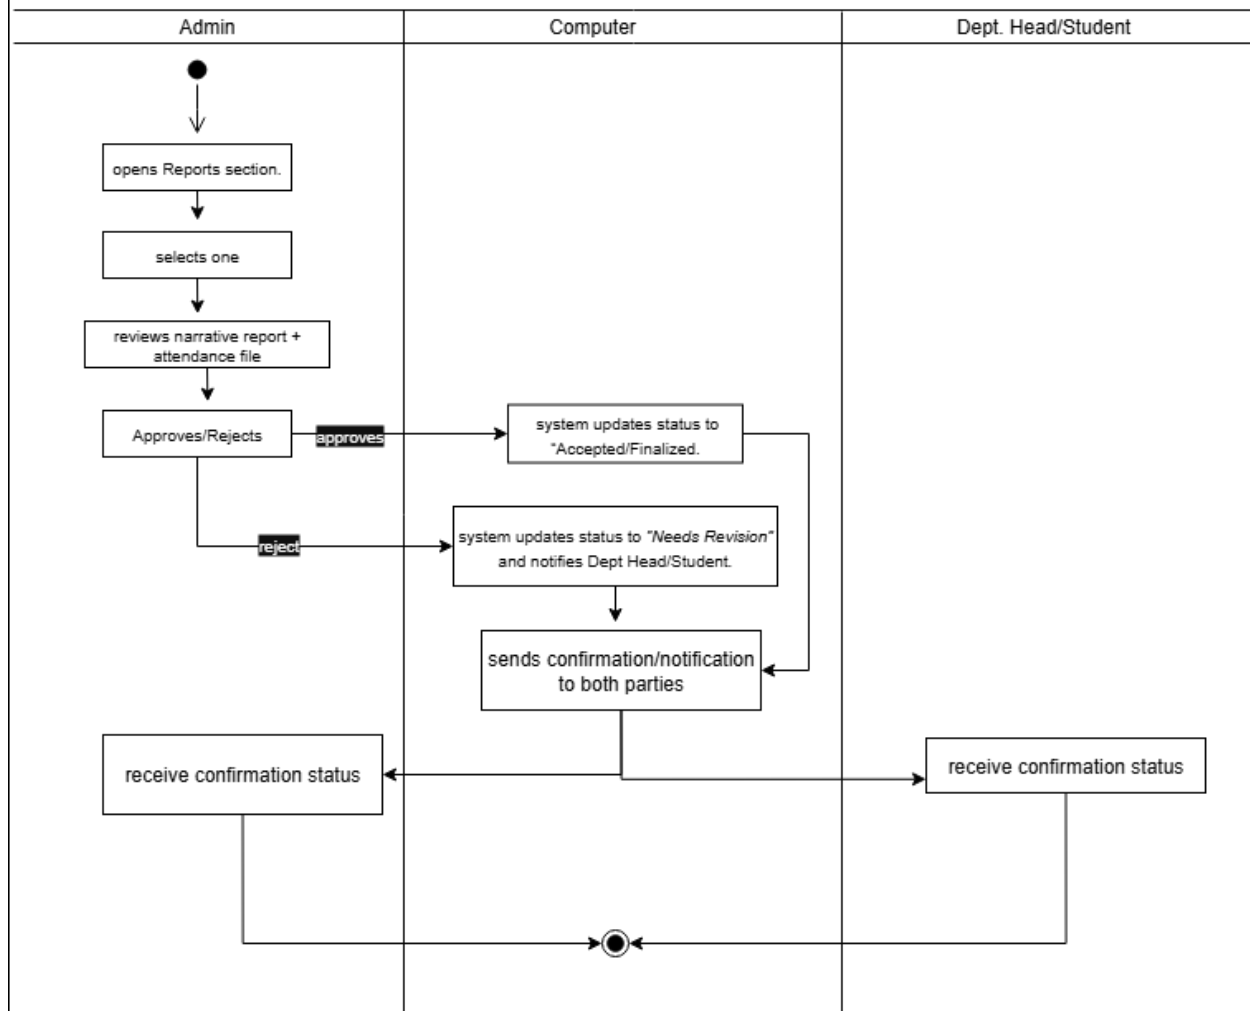 Admin
Computer
Dept. Head/Student
opens Reports section.
selects one
reviews narrative report +
attendance file
Approves/Rejects
approves
system updates status to
"Accepted/Finalized.
reject
system updates status to "Needs Revision"
and notifies Dept Head/Student.
sends confirmation/notification
to both parties
receive confirmation status
receive confirmation status